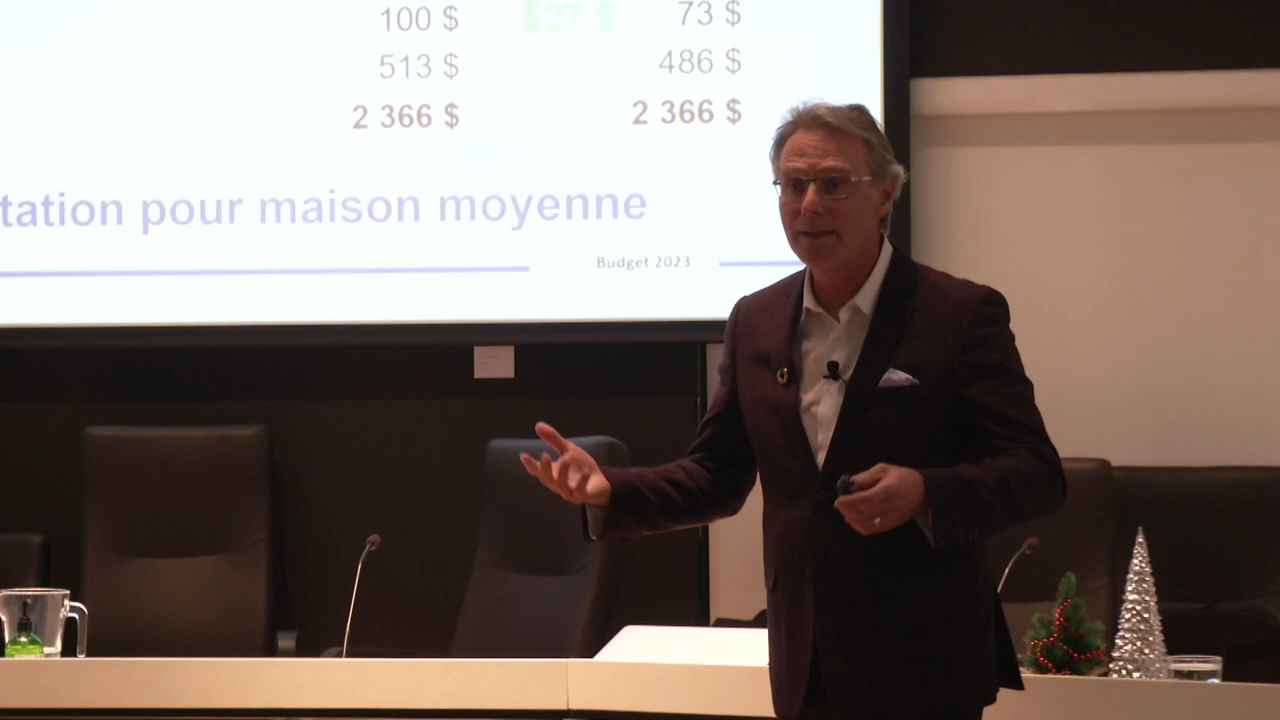 100 $ 27 $ 73 $
513 $ 486 $
2 366 $ 2 366 $
tation pour maison moyenne
Budget 2023